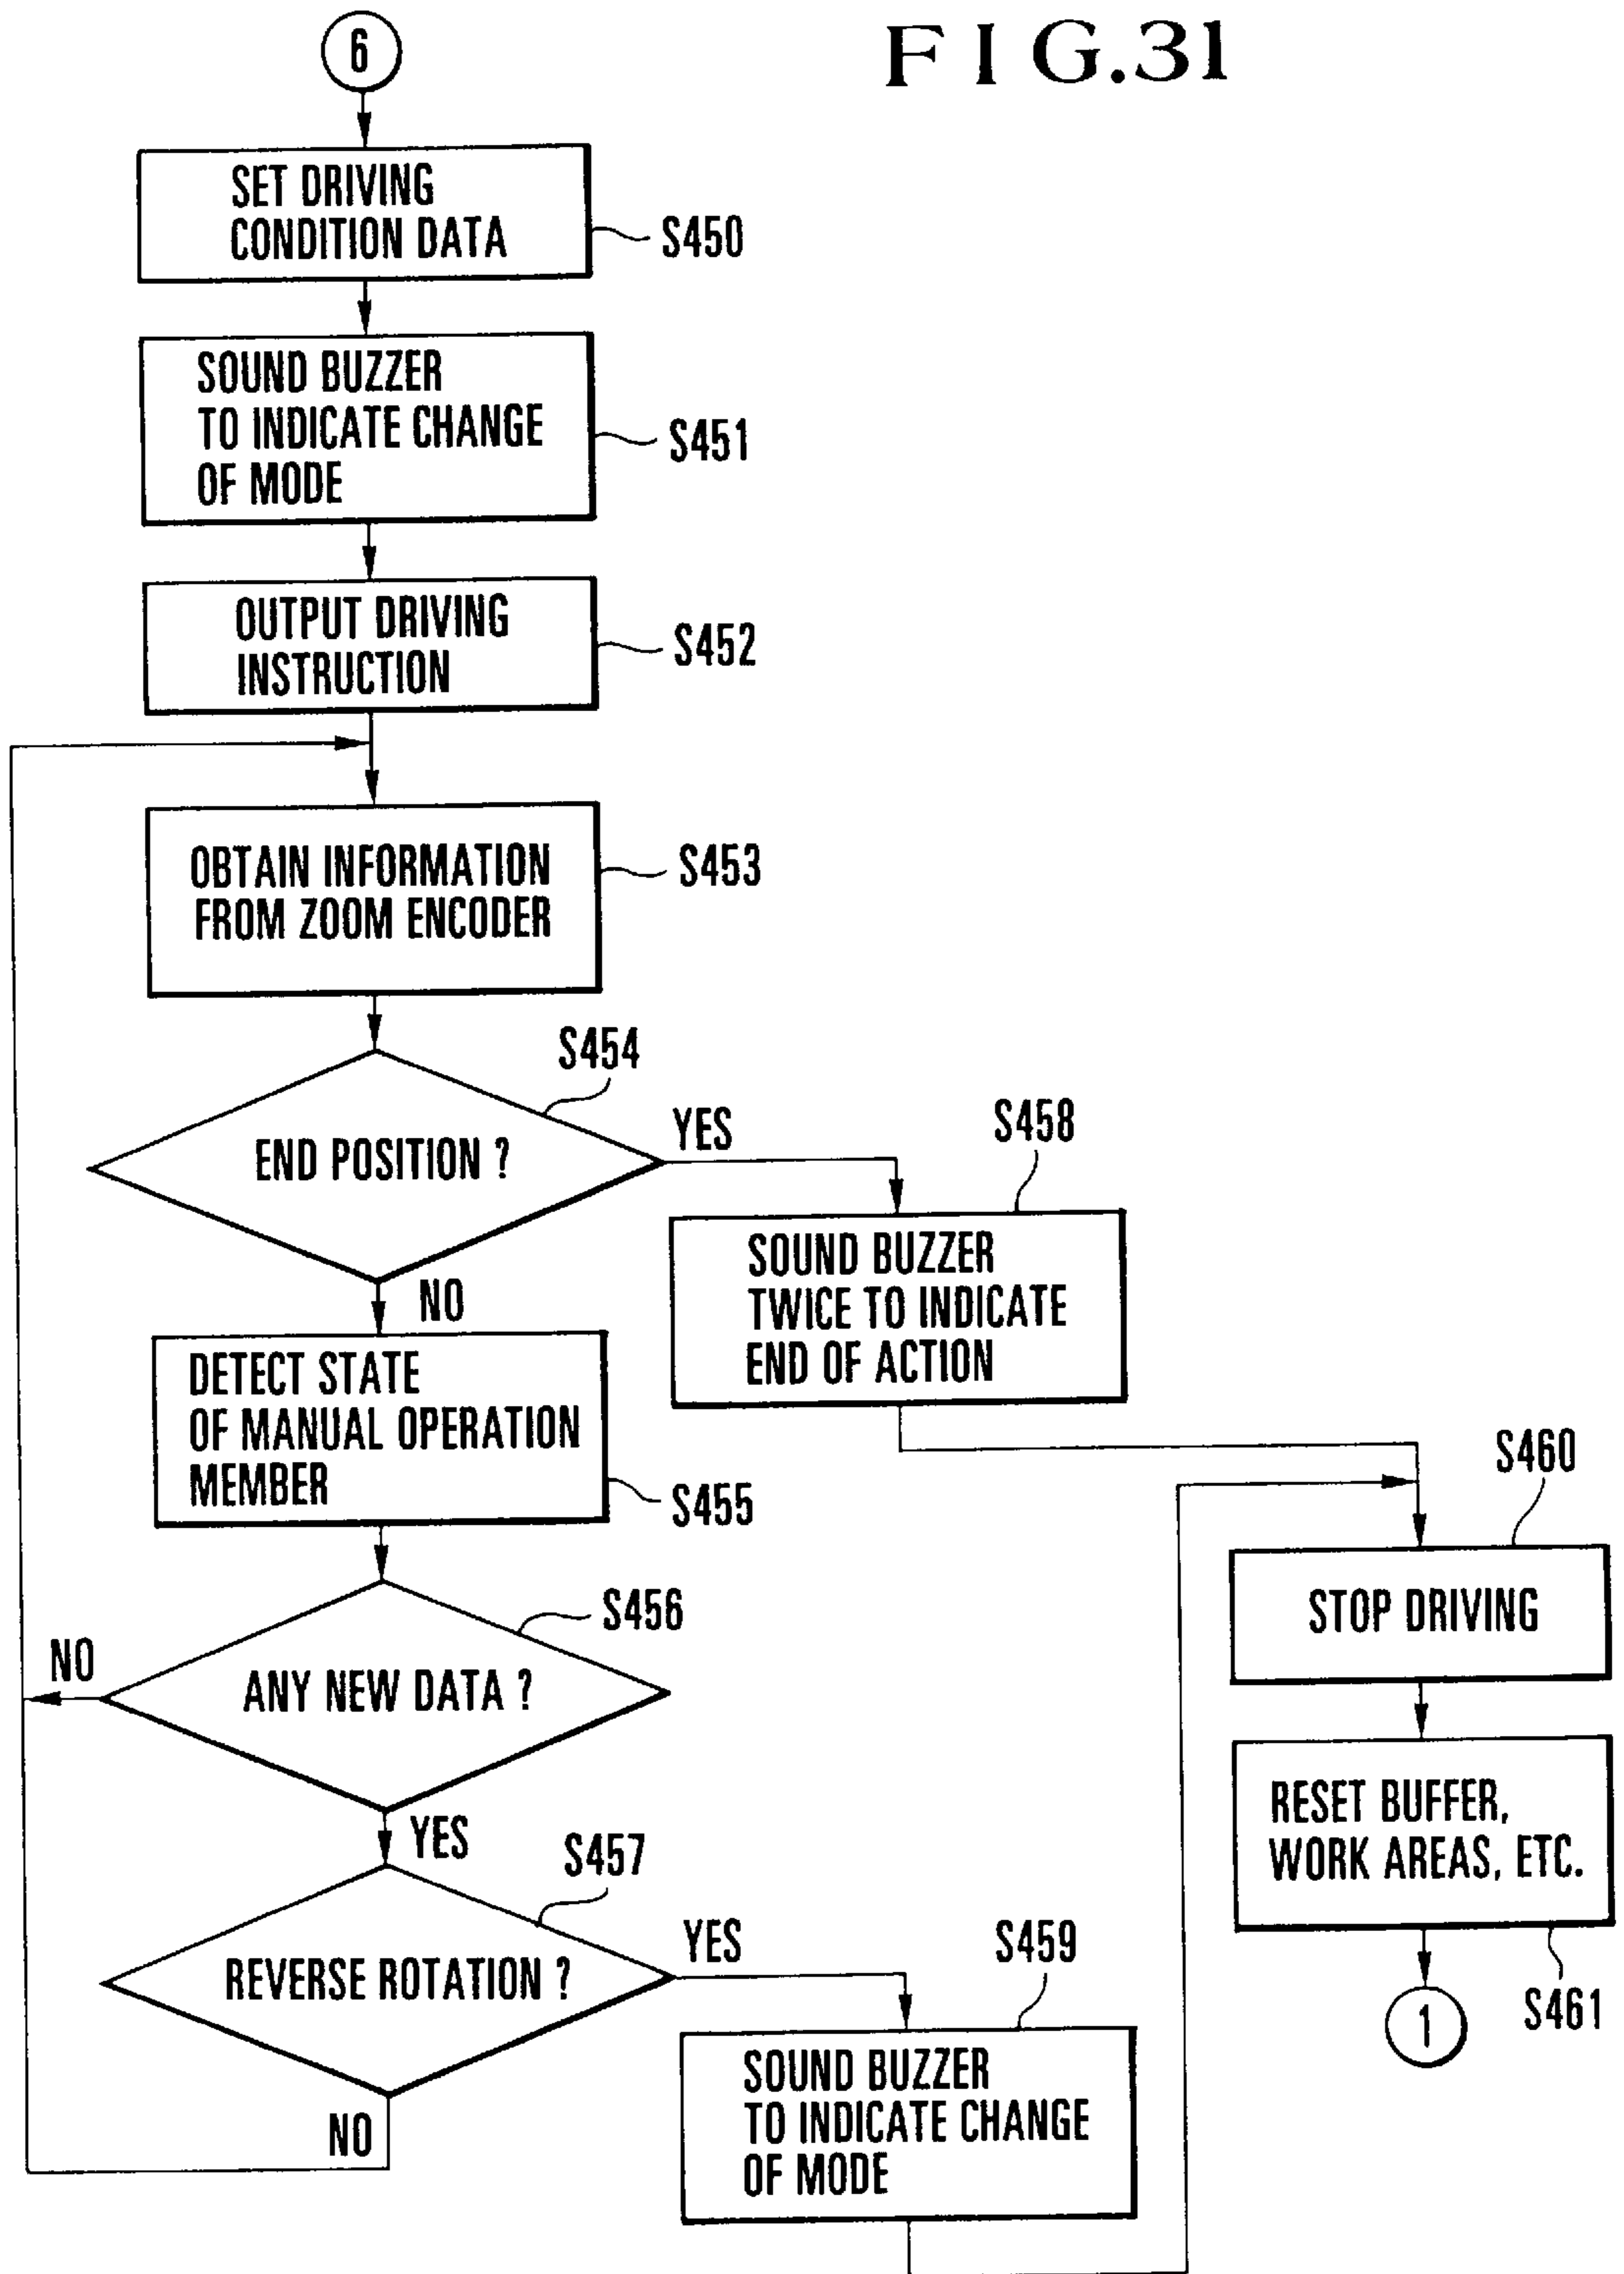 FIG.31
6
SET DRIVING
CONDITION DATA
S450
SOUND BUZZER
TO INDICATE CHANGE
OF MODE
S451
OUTPUT DRIVING
INSTRUCTION
S452
OBTAIN INFORMATION
FROM ZOOM ENCODER
S453
S454
END POSITION ?
YES
NO
S458
SOUND BUZZER
TWICE TO INDICATE
END OF ACTION
DETECT STATE
OF MANUAL OPERATION
MEMBER
S455
S456
ANY NEW DATA ?
NO
YES
S457
REVERSE ROTATION ?
YES
NO
S459
SOUND BUZZER
TO INDICATE CHANGE
OF MODE
S460
STOP DRIVING
RESET BUFFER,
WORK AREAS, ETC.
S461
1